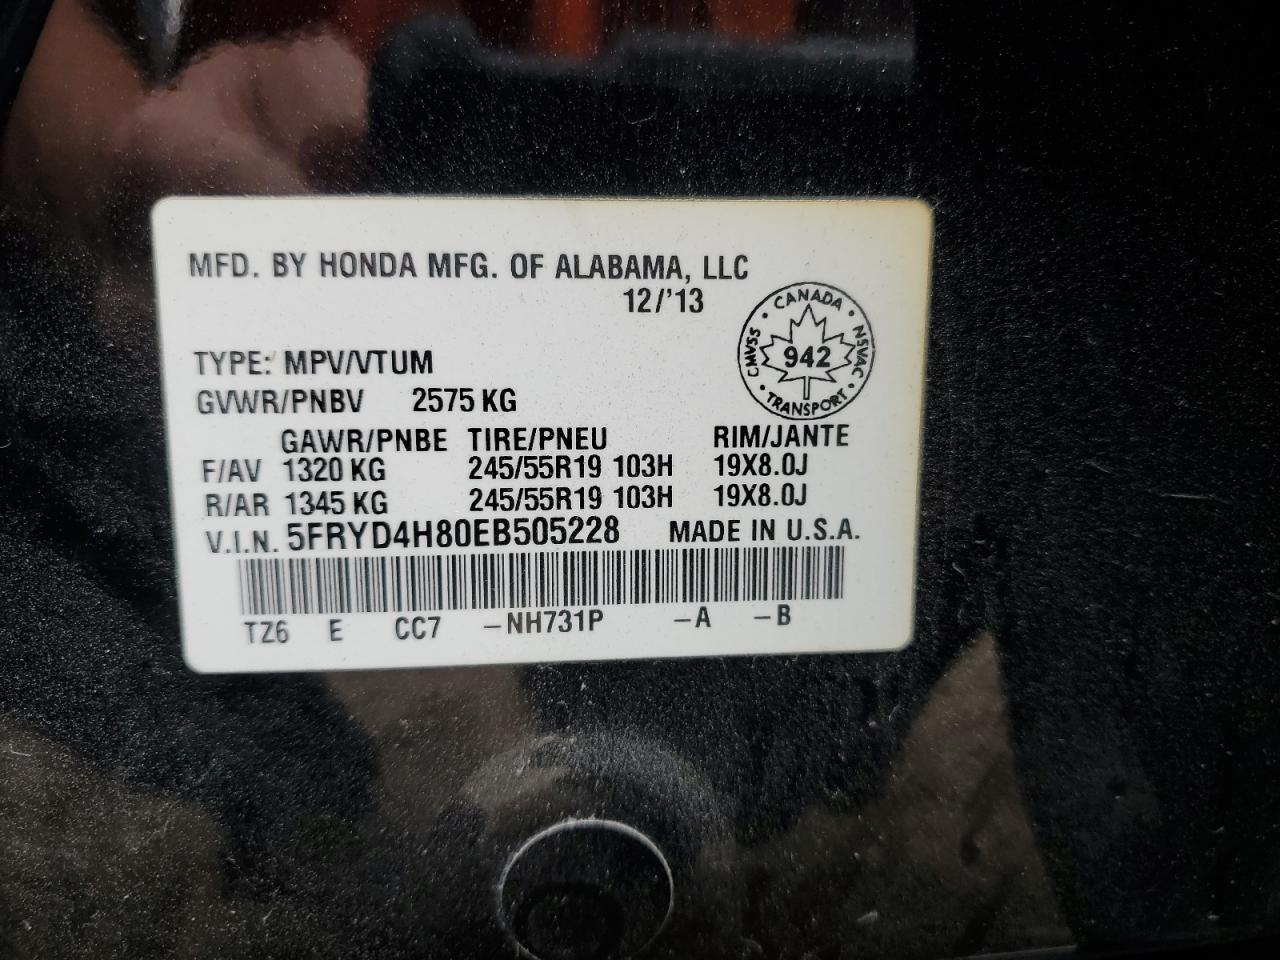 MFD. BY HONDA MFG. OF ALABAMA, LLC
12/'13
CANADA
CMVSS
942
NSVAC
TRANSPORT
TYPE: MPV/VTUM
GVWR/PNBV 2575 KG
GAWR/PNBE TIRE/PNEU RIM/JANTE
F/AV 1320 KG 245/55R19 103H 19X8.0J
R/AR 1345 KG 245/55R19 103H 19X8.0J
V.I.N. 5FRYD4H80EB505228 MADE IN U.S.A.
TZ6 E CC7 -NH731P -A -B